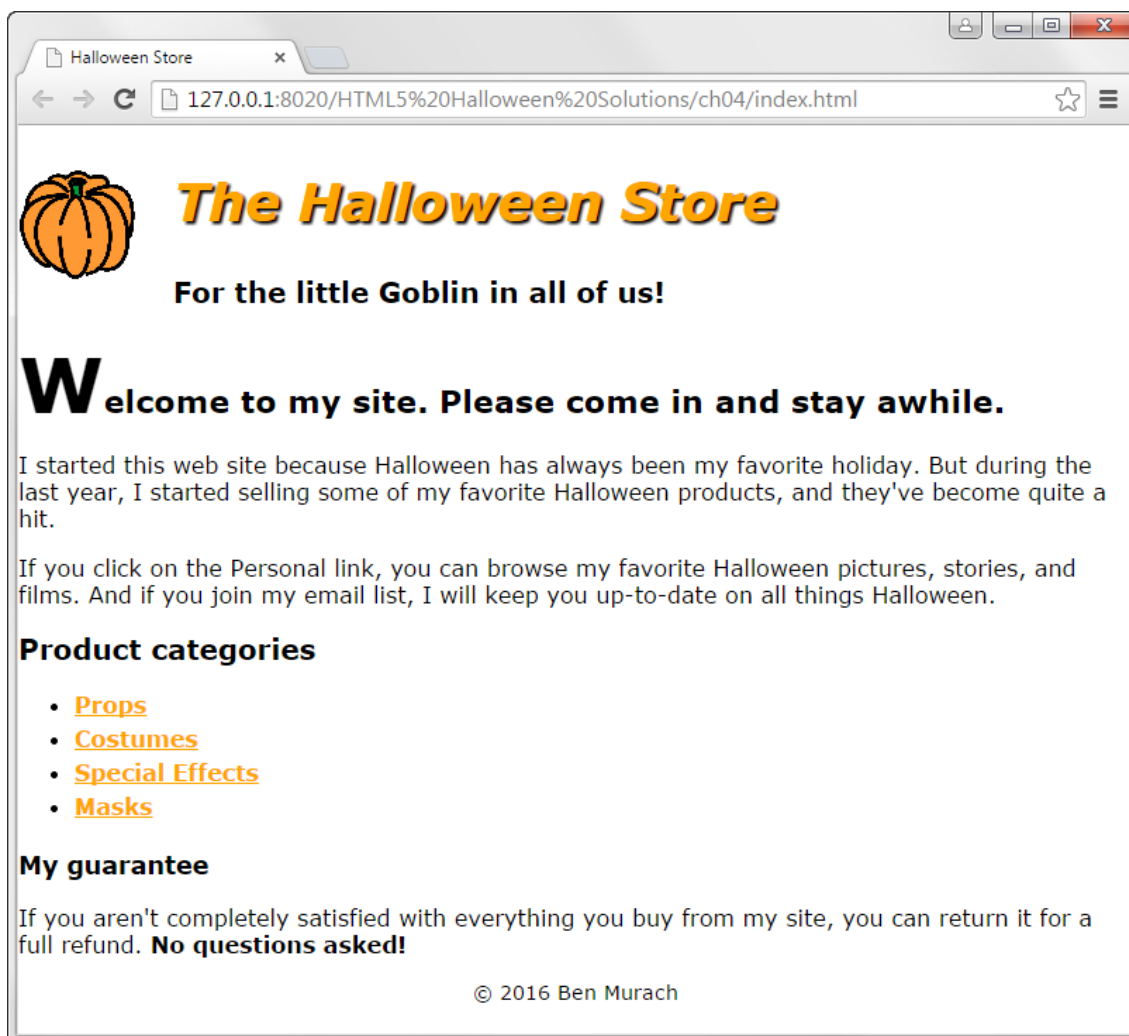 Halloween Store
127.0.0.1:8020/HTML5%20Halloween%20Solutions/ch04/index.html
The Halloween Store
For the little Goblin in all of us!
Welcome to my site. Please come in and stay awhile.
I started this web site because Halloween has always been my favorite holiday. But during the
last year, I started selling some of my favorite Halloween products, and they've become quite a
hit.
If you click on the Personal link, you can browse my favorite Halloween pictures, stories, and
films. And if you join my email list, I will keep you up-to-date on all things Halloween.
Product categories
• Props
• Costumes
• Special Effects
• Masks
My guarantee
If you aren't completely satisfied with everything you buy from my site, you can return it for a
full refund. No questions asked!
© 2016 Ben Murach